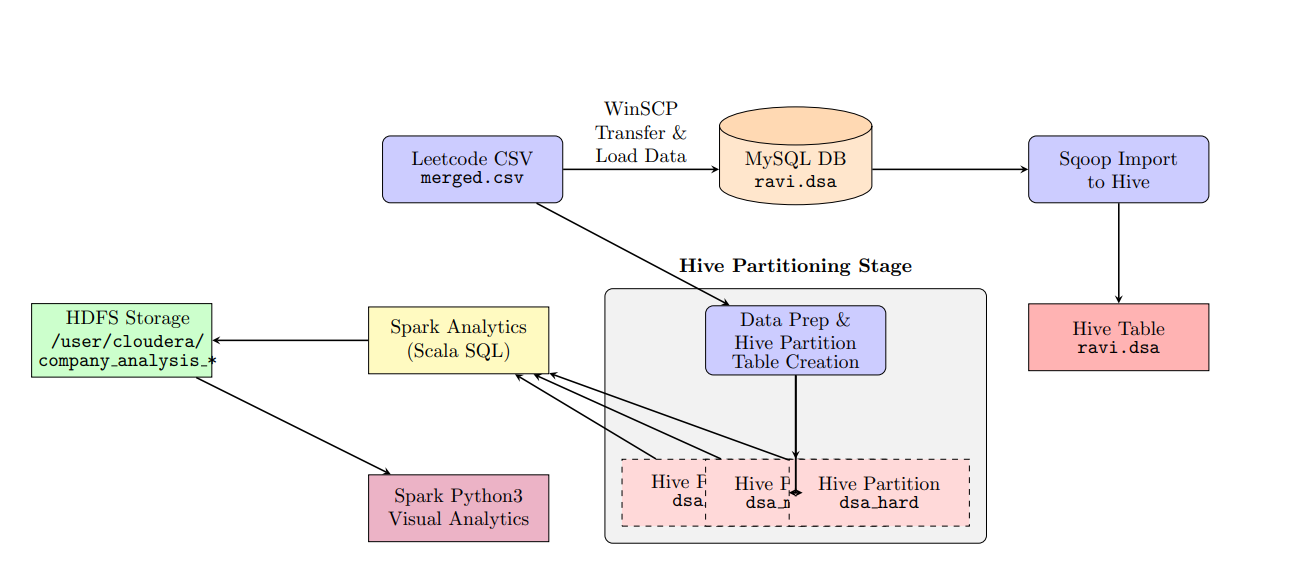 WinSCP
Transfer &
Load Data
Leetcode CSV
merged.csv
MySQL DB
ravi.dsa
Sqoop Import
to Hive
Hive Partitioning Stage
HDFS Storage
/user/cloudera/
company_analysis_*
Spark Analytics
(Scala SQL)
Data Prep &
Hive Partition
Table Creation
Hive Table
ravi.dsa
Spark Python3
Visual Analytics
Hive
dsa
Hive
Hive Partition
dsa_hard